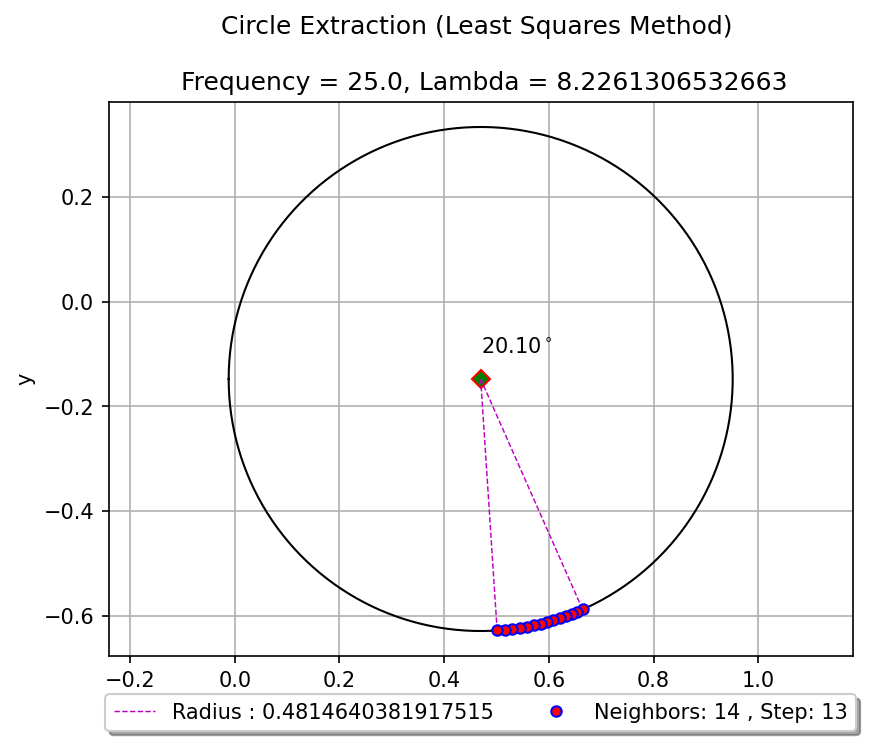 Circle Extraction (Least Squares Method)
Frequency = 25.0, Lambda = 8.2261306532663
0.2
0.0
−0.2
−0.4
−0.6
y
20.10°
−0.2 0.0 0.2 0.4 0.6 0.8 1.0
Radius : 0.4814640381917515 Neighbors: 14 , Step: 13